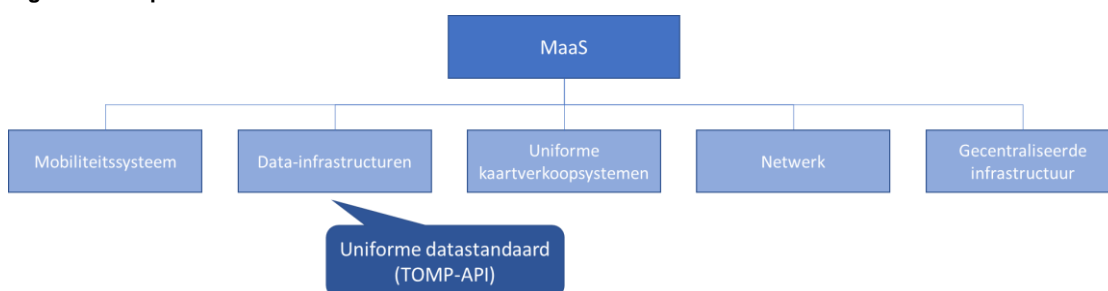 MaaS
Mobiliteitssysteem
Data-infrastructuren
Uniforme
kaartverkoopsystemen
Netwerk
Gecentraliseerde
infrastructuur
Uniforme datastandaard
(TOMP-API)